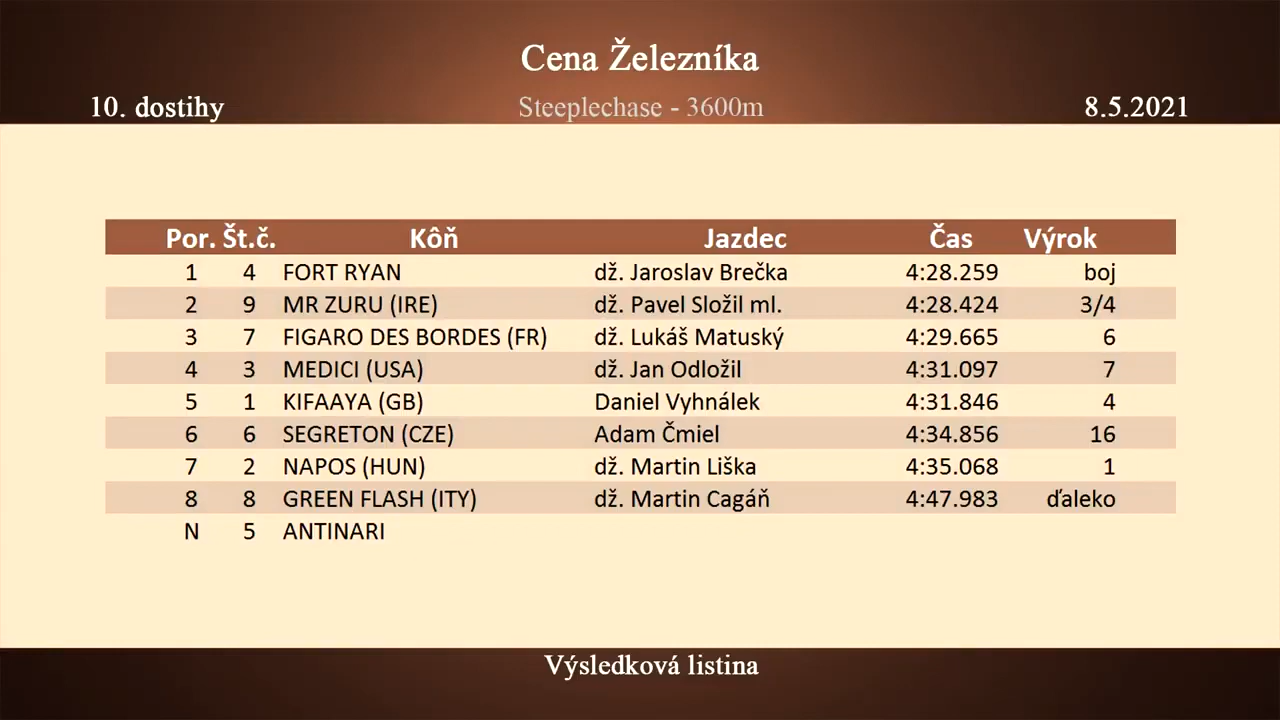 Cena Železníka
10. dostihy Steeplechase - 3600m 8.5.2021
Por. Št.č. Kôň Jazdec Čas Výrok
1 4 FORT RYAN dž. Jaroslav Brečka 4:28.259 boj
2 9 MR ZURU (IRE) dž. Pavel Složil ml. 4:28.424 3/4
3 7 FIGARO DES BORDES (FR) dž. Lukáš Matuský 4:29.665 6
4 3 MEDICI (USA) dž. Jan Odložil 4:31.097 7
5 1 KIFAAYA (GB) Daniel Vyhnálek 4:31.846 4
6 6 SEGRETON (CZE) Adam Čmiel 4:34.856 16
7 2 NAPOS (HUN) dž. Martin Liška 4:35.068 1
8 8 GREEN FLASH (ITY) dž. Martin Cagáň 4:47.983 ďaleko
N 5 ANTINARI
Výsledková listina